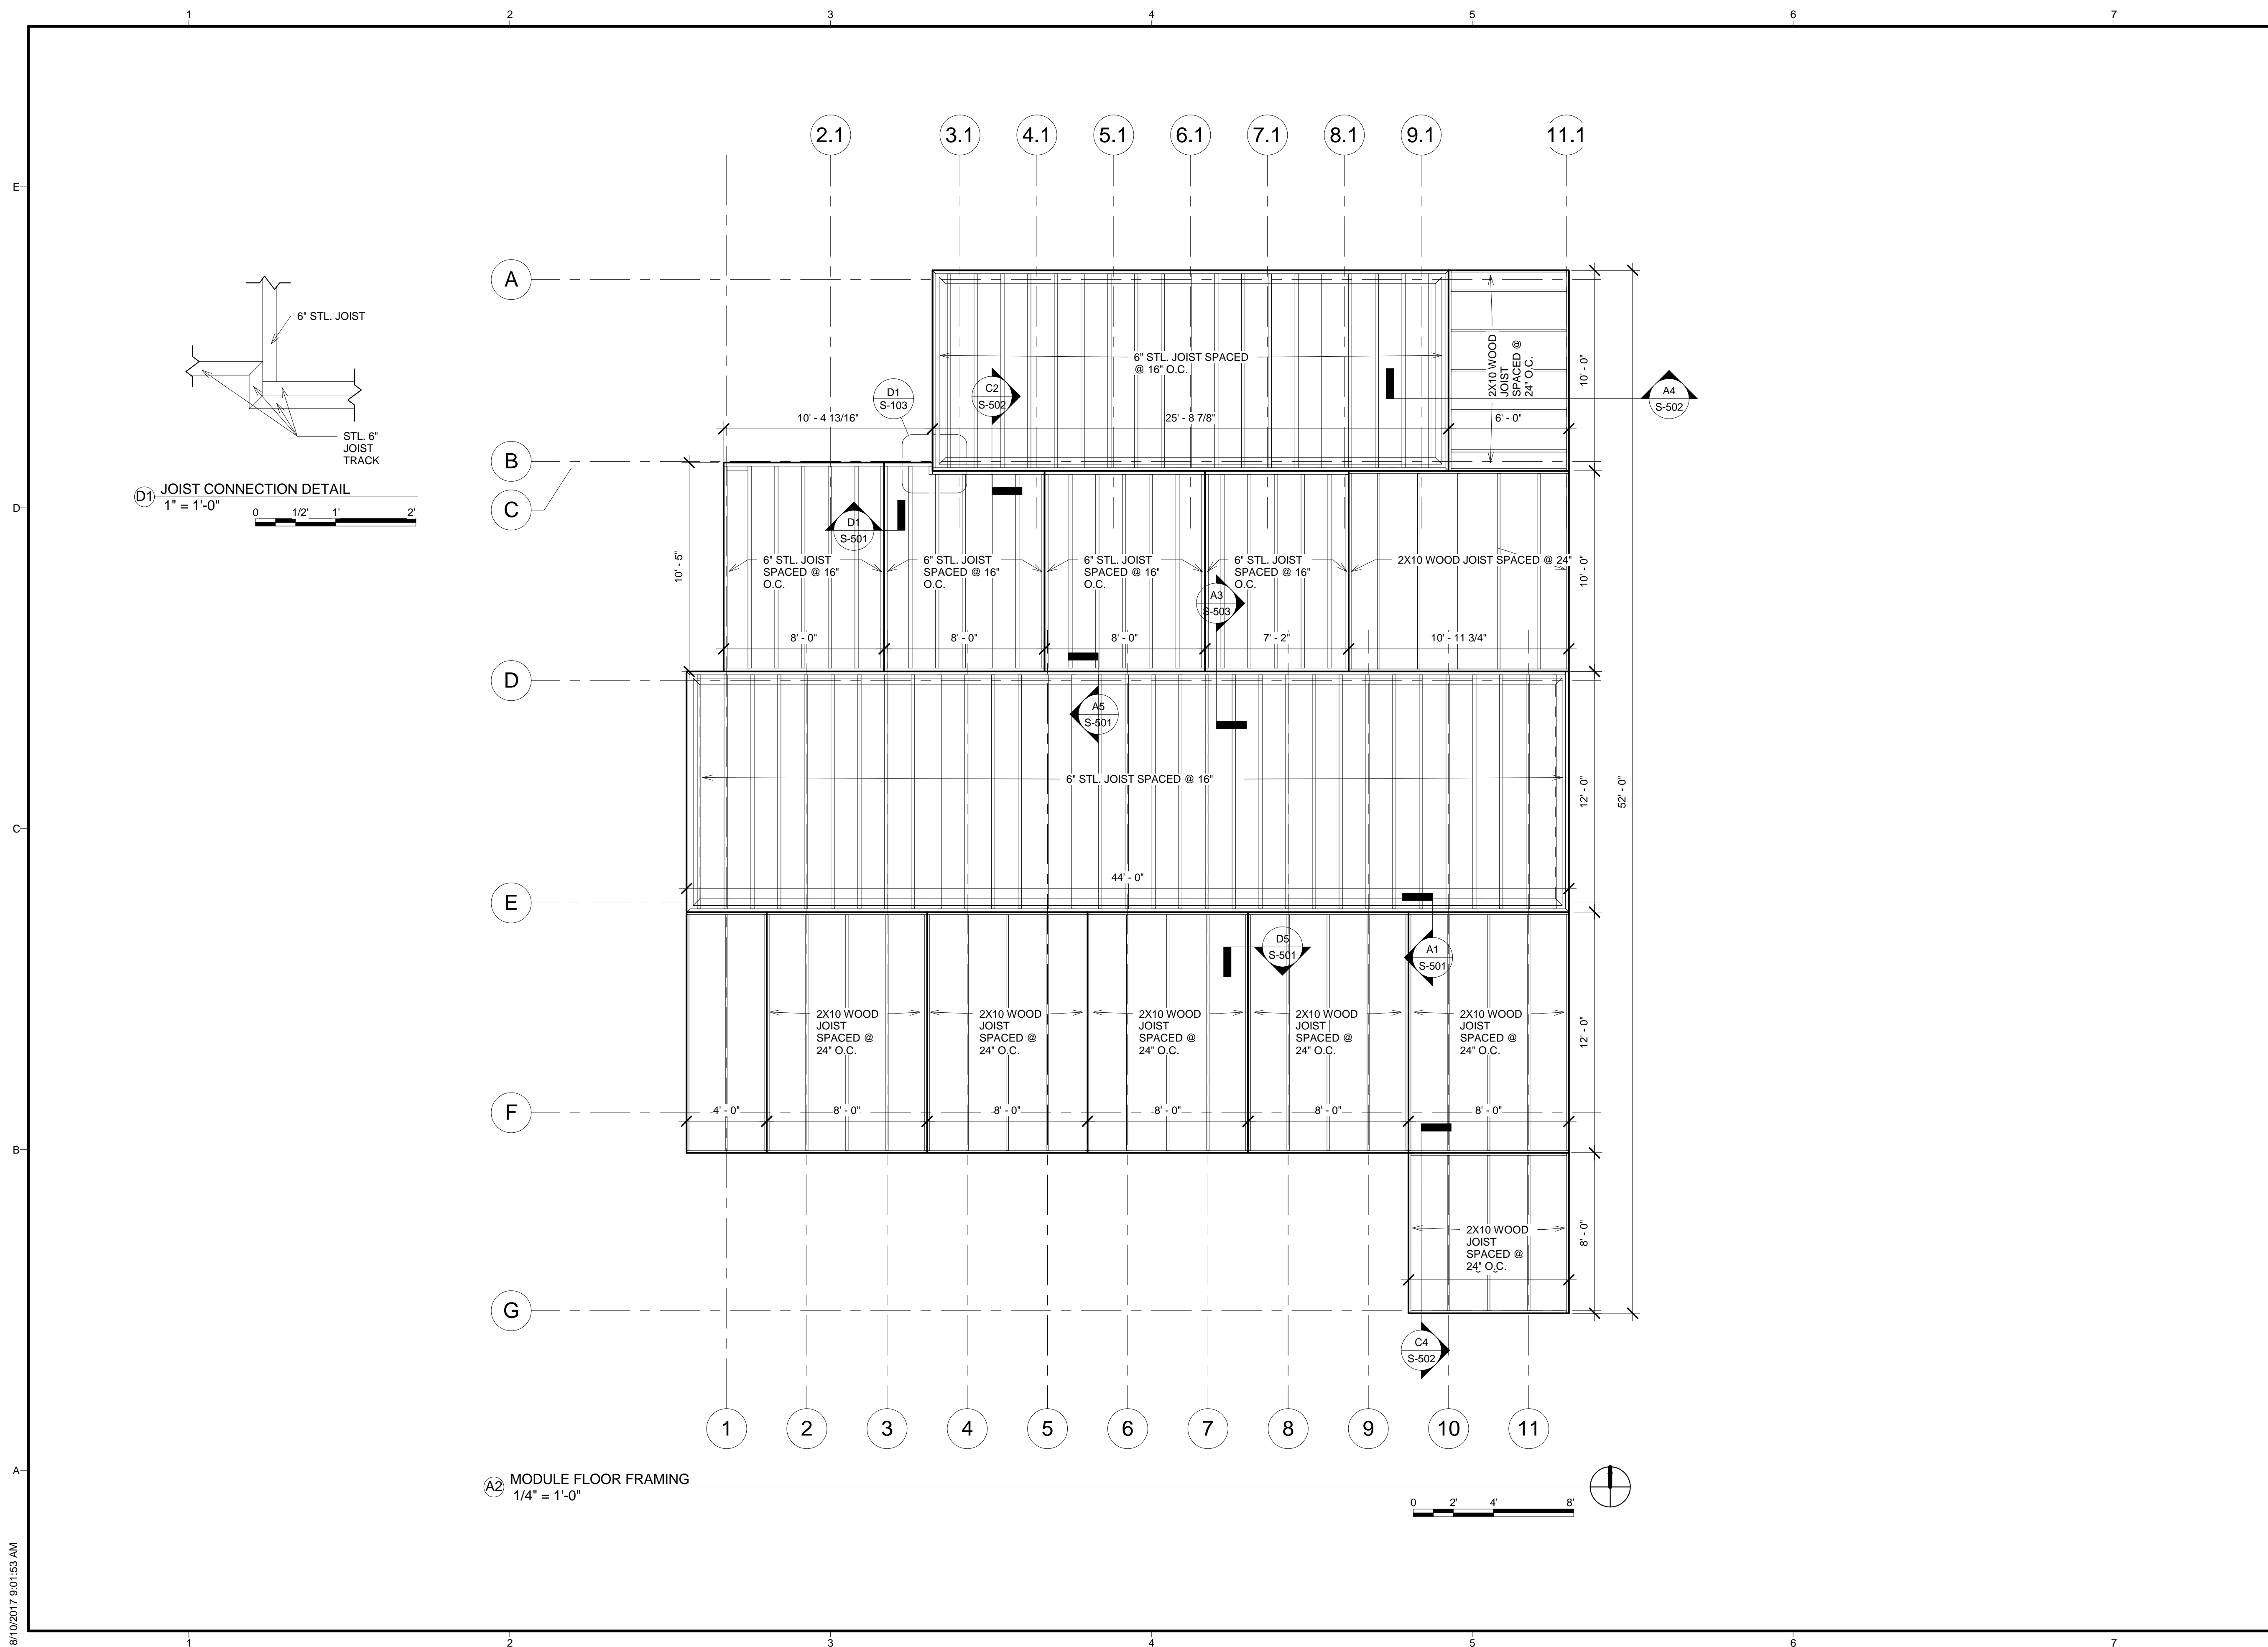 1 2 3 4 5 6 7
E
D
C
B
A
2.1 3.1 4.1 5.1 6.1 7.1 8.1 9.1 11.1
A
B
C
D
E
F
G
6" STL. JOIST
STL. 6"
JOIST
TRACK
D1 JOIST CONNECTION DETAIL
1" = 1'-0"
0 1/2' 1' 2'
6" STL. JOIST SPACED
@ 16" O.C.
2X10 WOOD
JOIST
SPACED @
24" O.C.
10' - 0"
D1
S-103
C2
S-502
A4
S-502
10' - 4 13/16"
25' - 8 7/8"
6' - 0"
D1
S-501
10' - 5"
6" STL. JOIST
SPACED @ 16"
O.C.
6" STL. JOIST
SPACED @ 16"
O.C.
6" STL. JOIST
SPACED @ 16"
O.C.
6" STL. JOIST
SPACED @ 16"
O.C.
2X10 WOOD JOIST SPACED @ 24"
10' - 0"
A3
S-503
8' - 0"
8' - 0"
8' - 0"
7' - 2"
10' - 11 3/4"
A5
S-501
6" STL. JOIST SPACED @ 16"
12' - 0"
52' - 0"
44' - 0"
D5
S-501
A1
S-501
2X10 WOOD
JOIST
SPACED @
24" O.C.
2X10 WOOD
JOIST
SPACED @
24" O.C.
2X10 WOOD
JOIST
SPACED @
24" O.C.
2X10 WOOD
JOIST
SPACED @
24" O.C.
2X10 WOOD
JOIST
SPACED @
24" O.C.
12' - 0"
4' - 0"
8' - 0"
8' - 0"
8' - 0"
8' - 0"
8' - 0"
2X10 WOOD
JOIST
SPACED @
24" O.C.
8' - 0"
C4
S-502
1 2 3 4 5 6 7 8 9 10 11
A2 MODULE FLOOR FRAMING
1/4" = 1'-0"
0 2' 4' 8'
8/10/2017 9:01:53 AM
1 2 3 4 5 6 7